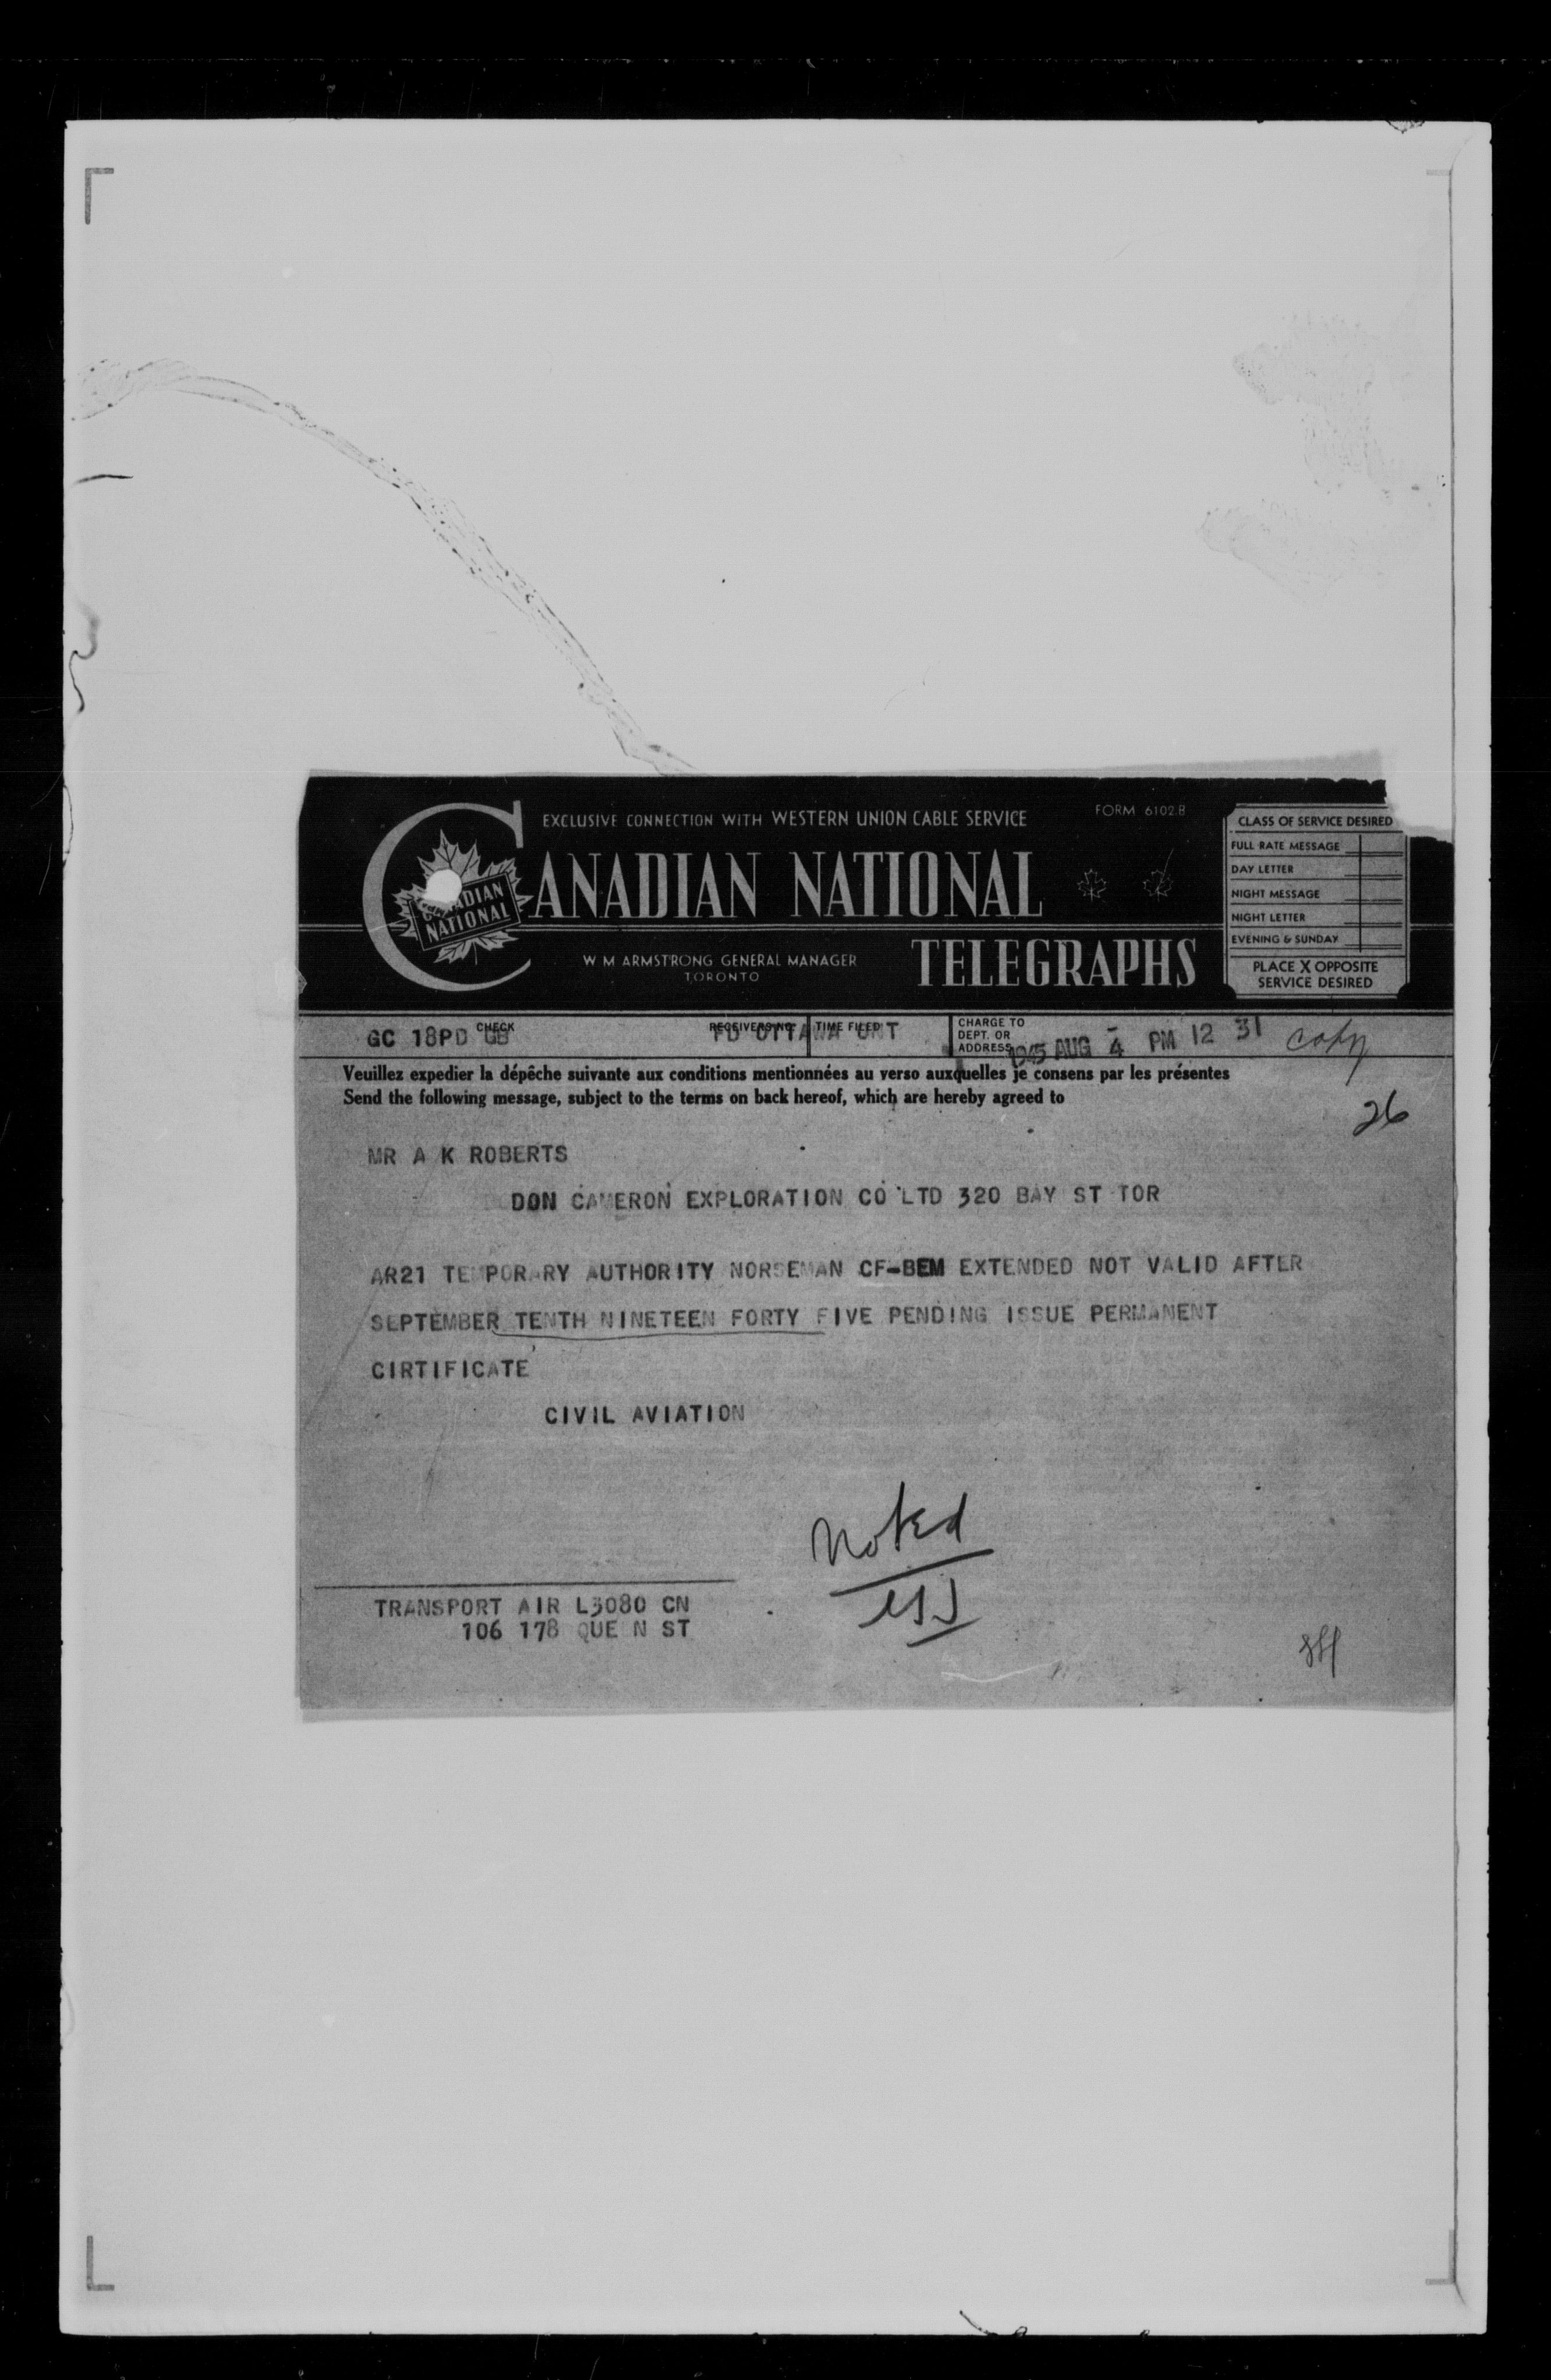 EXCLUSIVE CONNECTION WITH WESTERN UNION CABLE SERVICE
FORM 6102 B
CANADIAN NATIONAL
TELEGRAPHS
CANADIAN
NATIONAL
W M ARMSTRONG GENERAL MANAGER
TORONTO
CLASS OF SERVICE DESIRED
FULL RATE MESSAGE
DAY LETTER
NIGHT MESSAGE
NIGHT LETTER
EVENING & SUNDAY
PLACE X OPPOSITE
SERVICE DESIRED
CHECK
RECEIVER'S NO.
TIME FILED
CHARGE TO
DEPT. OR
ADDRESS
GC 18PD GB
FD OTTAWA ONT
1945 AUG 4 PM 12 31
Copy
Veuillez expedier la dépêche suivante aux conditions mentionnées au verso auxquelles je consens par les présentes
Send the following message, subject to the terms on back hereof, which are hereby agreed to
26
MR A K ROBERTS
DON CAMERON EXPLORATION CO LTD 320 BAY ST TOR
AR21 TEMPORARY AUTHORITY NORSEMAN CF-BEM EXTENDED NOT VALID AFTER
SEPTEMBER TENTH NINETEEN FORTY FIVE PENDING ISSUE PERMANENT
CIRTIFICATE
CIVIL AVIATION
Noted
TRANSPORT AIR L3080 CN
106 178 QUE N ST